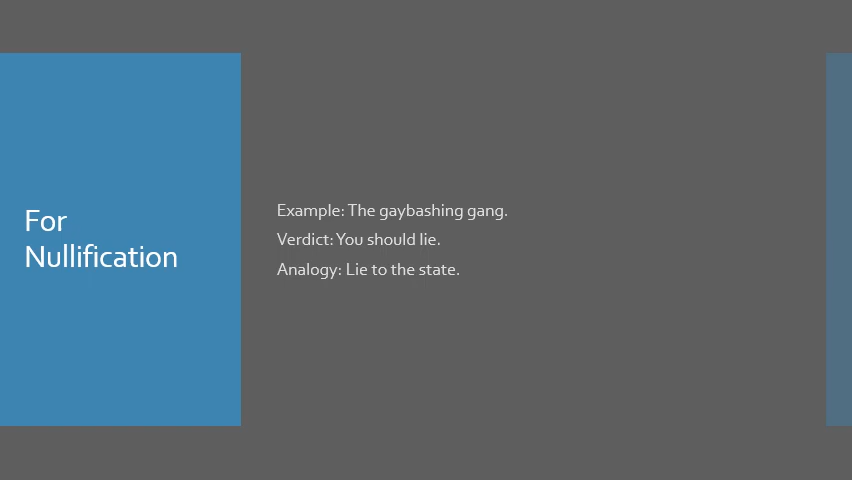 For
Nullification
Example: The gaybashing gang.
Verdict: You should lie.
Analogy: Lie to the state.